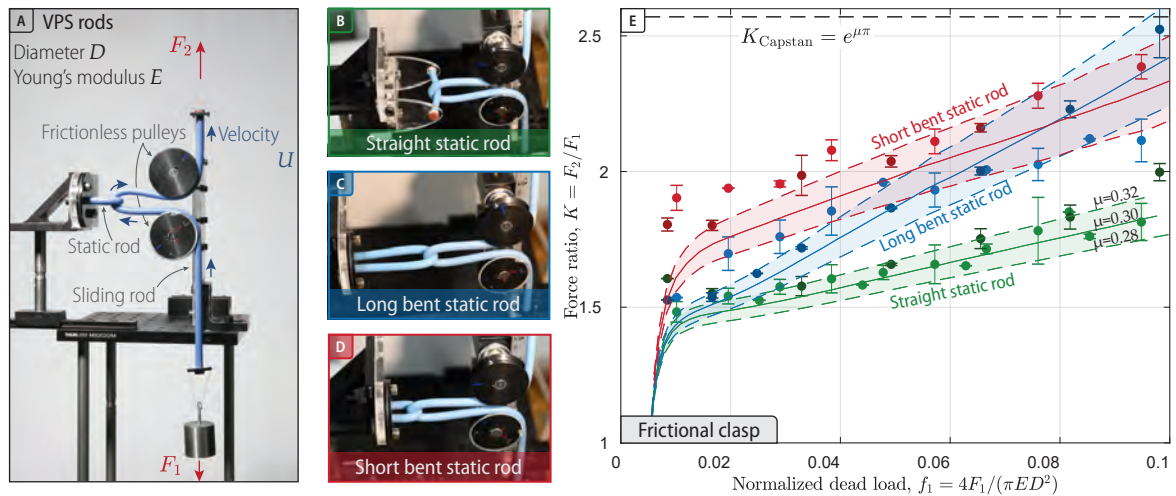 A VPS rods
Diameter D
Young's modulus E
F₂
Frictionless pulleys
Velocity
U
Static rod
Sliding rod
F₁
B
Straight static rod
C
Long bent static rod
D
Short bent static rod
E
K_Capstan = e^{μπ}
Short bent static rod
Long bent static rod
μ=0.32
μ=0.30
μ=0.28
Straight static rod
Frictional clasp
Force ratio, K = F₂/F₁
2.5
2
1.5
1
0 0.02 0.04 0.06 0.08 0.1
Normalized dead load, f₁ = 4F₁/(πED²)